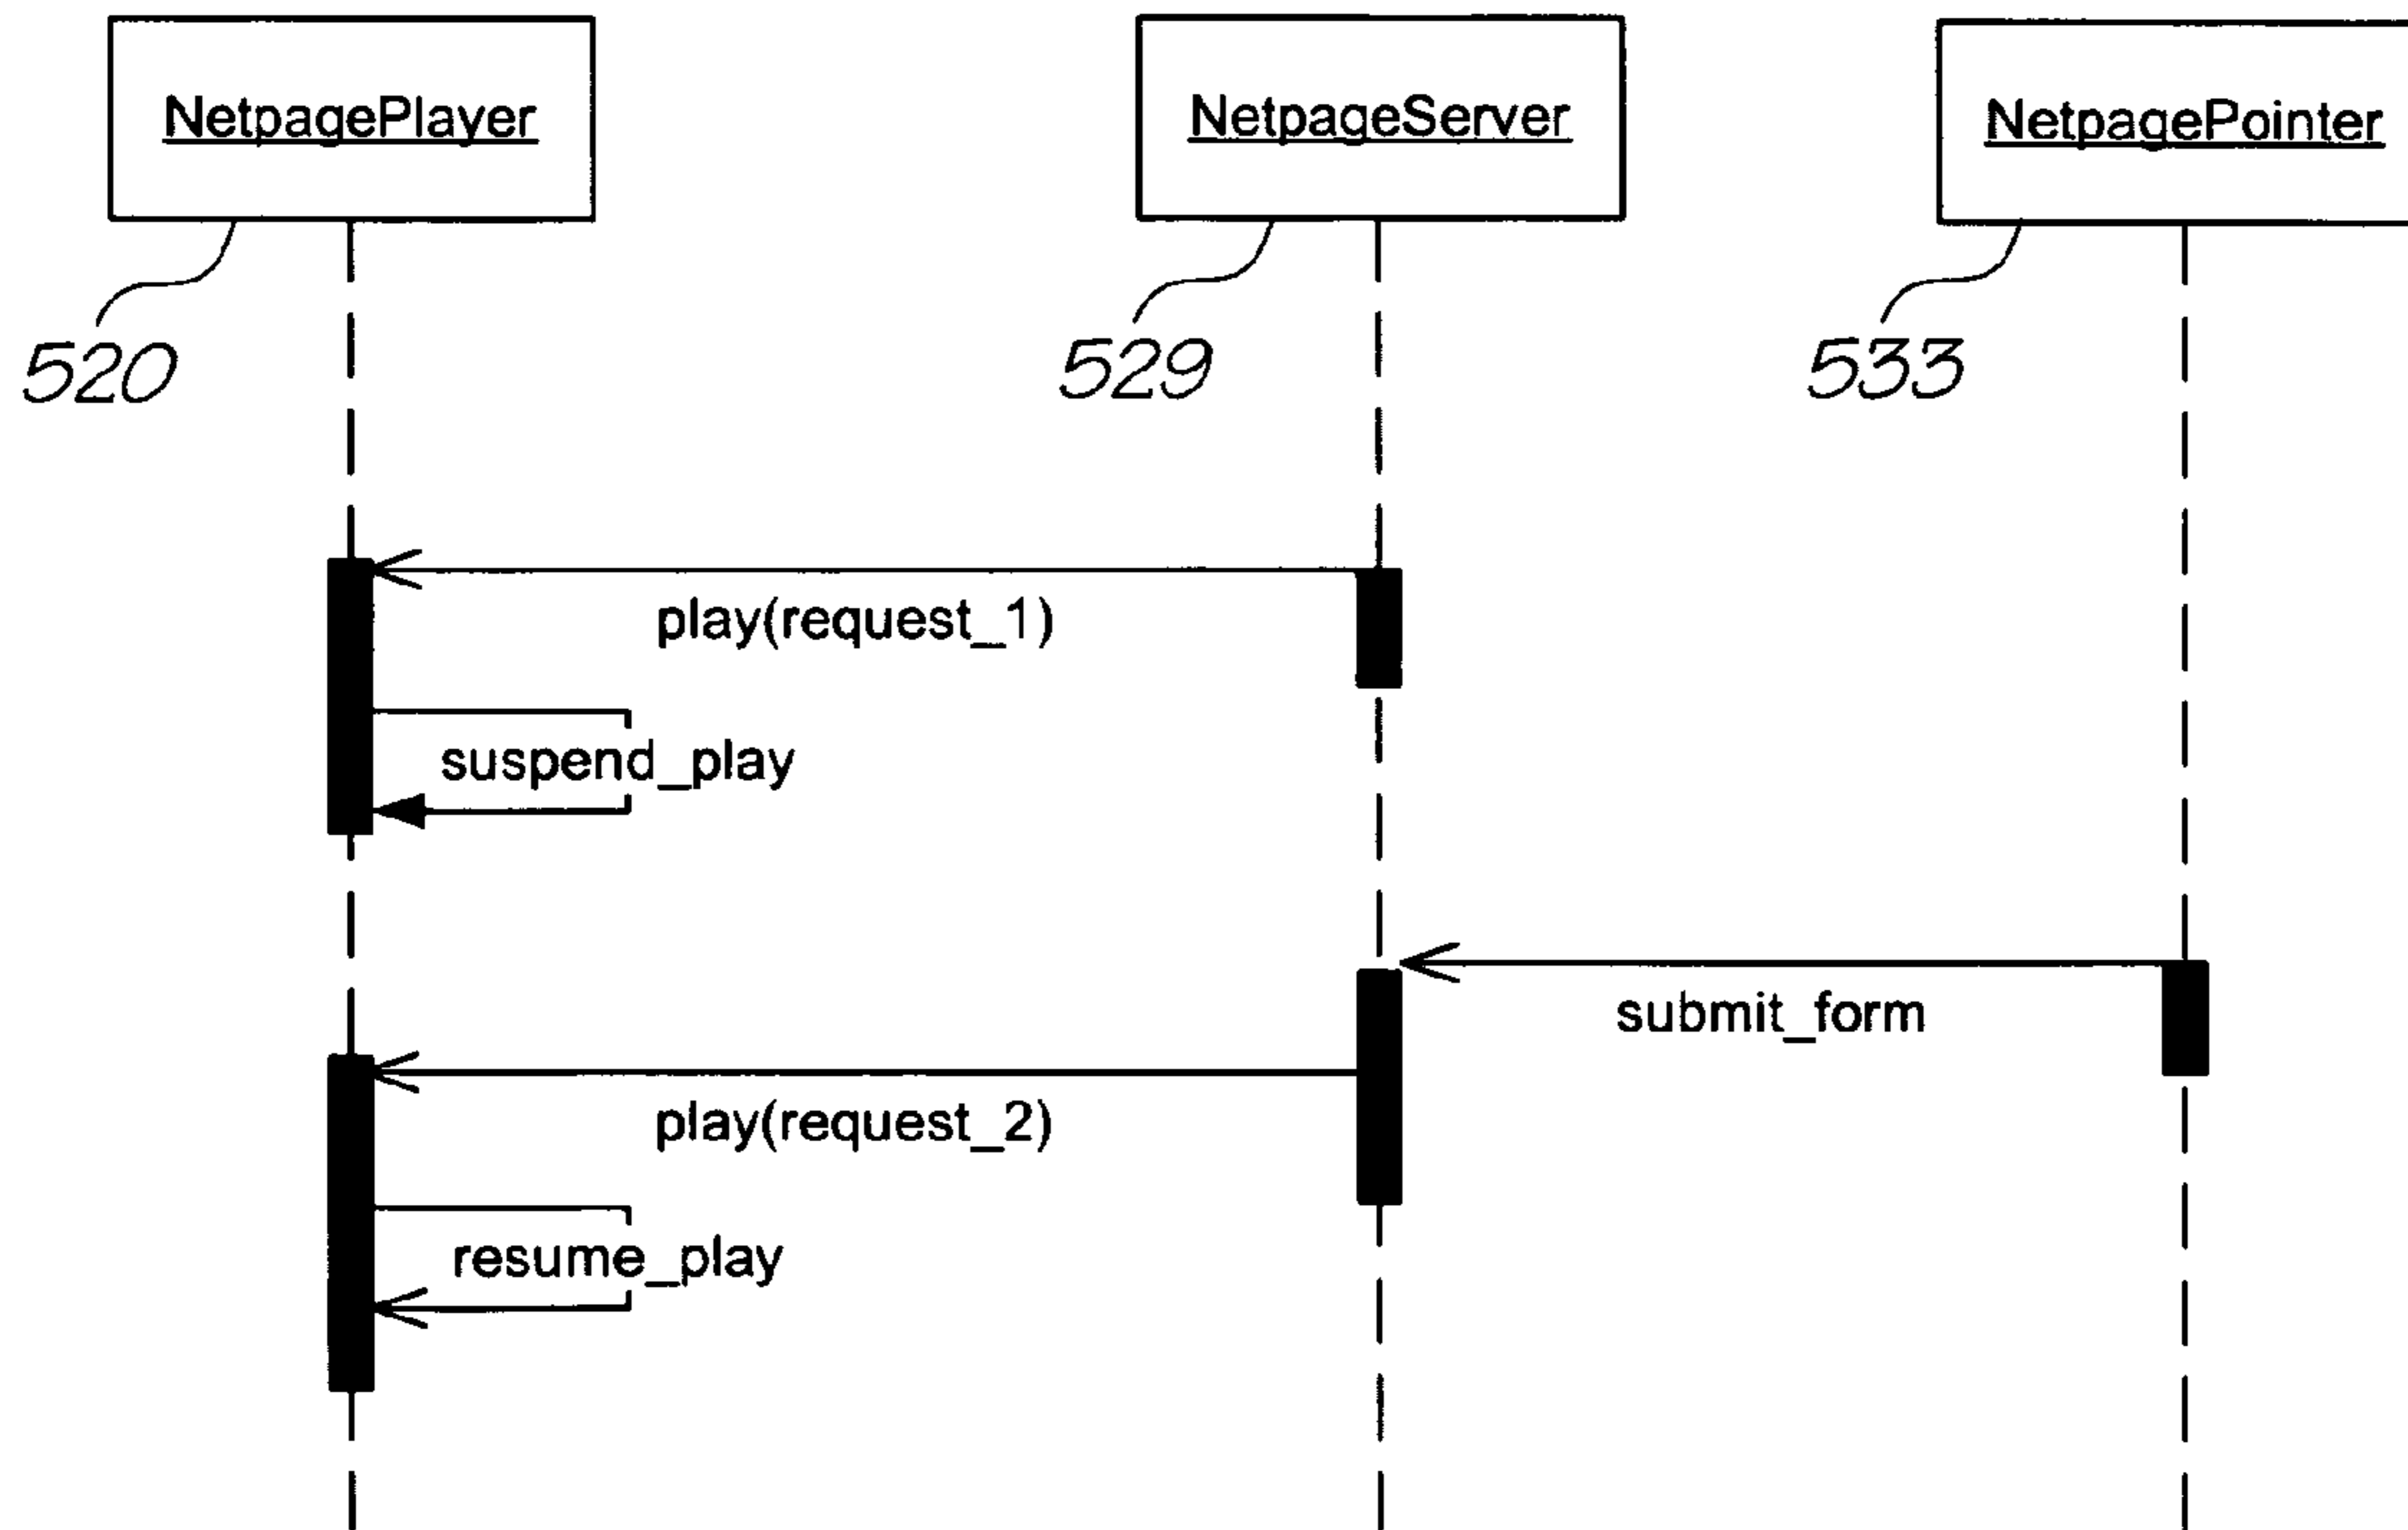 NetpagePlayer
NetpageServer
NetpagePointer
520
529
533
play(request_1)
suspend_play
submit_form
play(request_2)
resume_play